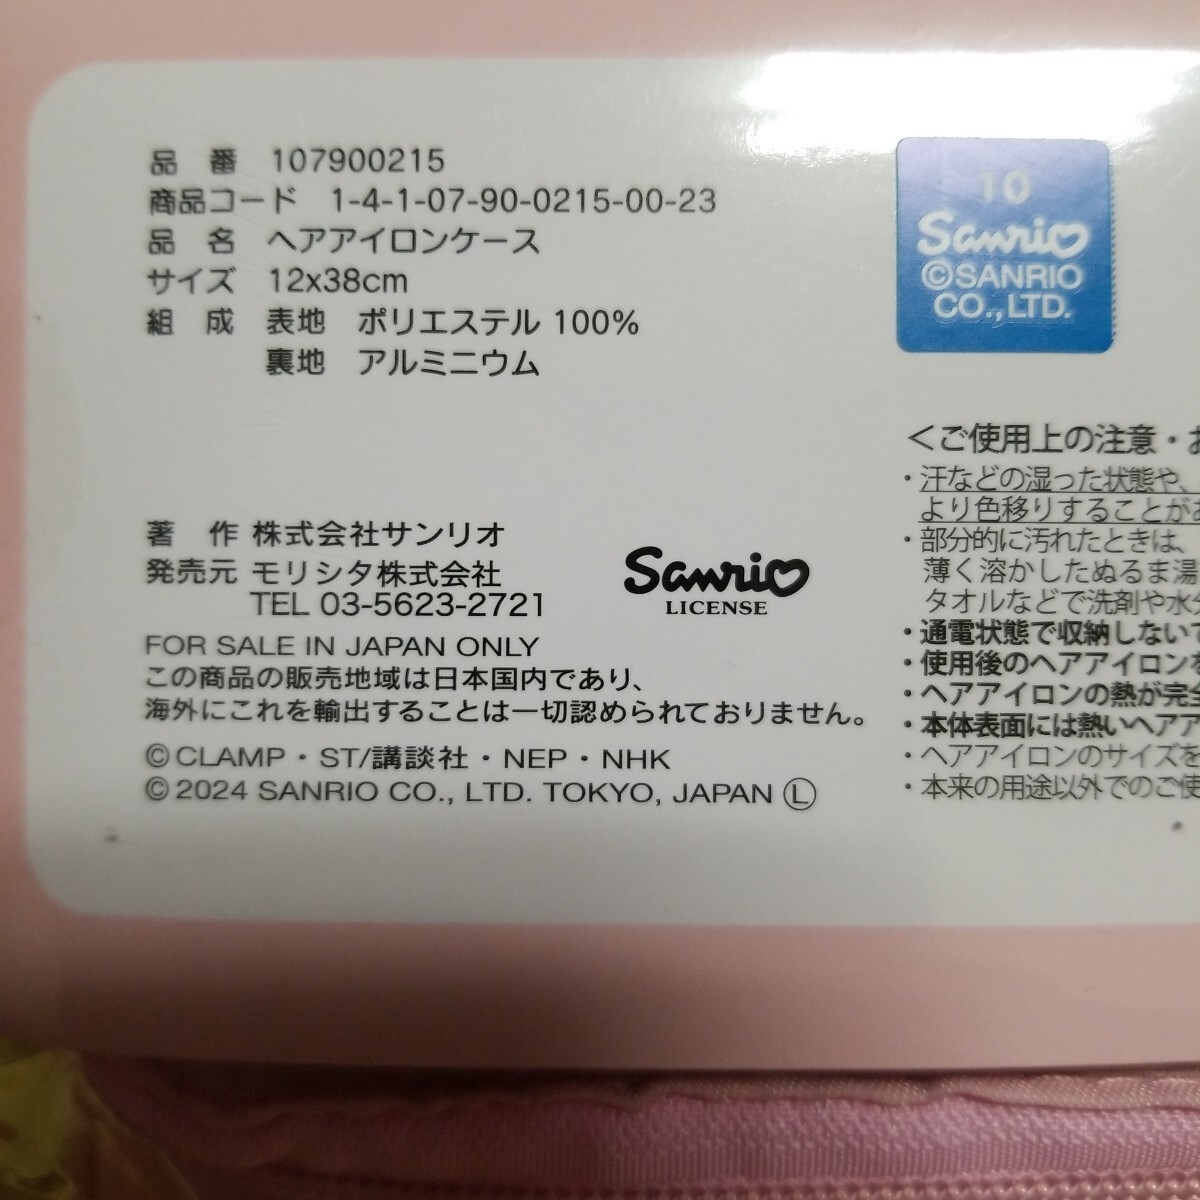 品 番 107900215
商品コード 1-4-1-07-90-0215-00-23
品 名 ヘアアイロンケース
サイズ 12x38cm
組 成 表地 ポリエステル 100%
裏地 アルミニウム
著 作 株式会社サンリオ
発売元 モリシタ株式会社
TEL 03-5623-2721
Sanrio
LICENSE
FOR SALE IN JAPAN ONLY
この商品の販売地域は日本国内であり、
海外にこれを輸出することは一切認められておりません。
©CLAMP・ST/講談社・NEP・NHK
© 2024 SANRIO CO., LTD. TOKYO, JAPAN Ⓛ
10
Sanrio
©SANRIO
CO.,LTD.
<ご使用上の注意・お
・汗などの湿った状態や、
より色移りすることがあ
・部分的に汚れたときは、
薄く溶かしたぬるま湯
タオルなどで洗剤や水分
・通電状態で収納しないで
・使用後のヘアアイロンを
・ヘアアイロンの熱が完全
・本体表面には熱いヘアア
・ヘアアイロンのサイズを
・本来の用途以外でのご使